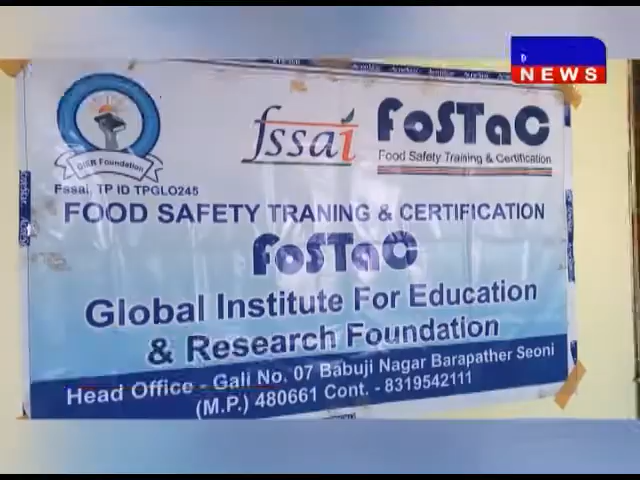 D
NEWS
GIER Foundation
Fssai, TP ID TPGLO245
fssai
FoSTaC
Food Safety Training & Certification
FOOD SAFETY TRANING & CERTIFICATION
FoSTaC
Global Institute For Education
& Research Foundation
Head Office - Gali No. 07 Babuji Nagar Barapather Seoni
(M.P.) 480661 Cont. - 8319542111